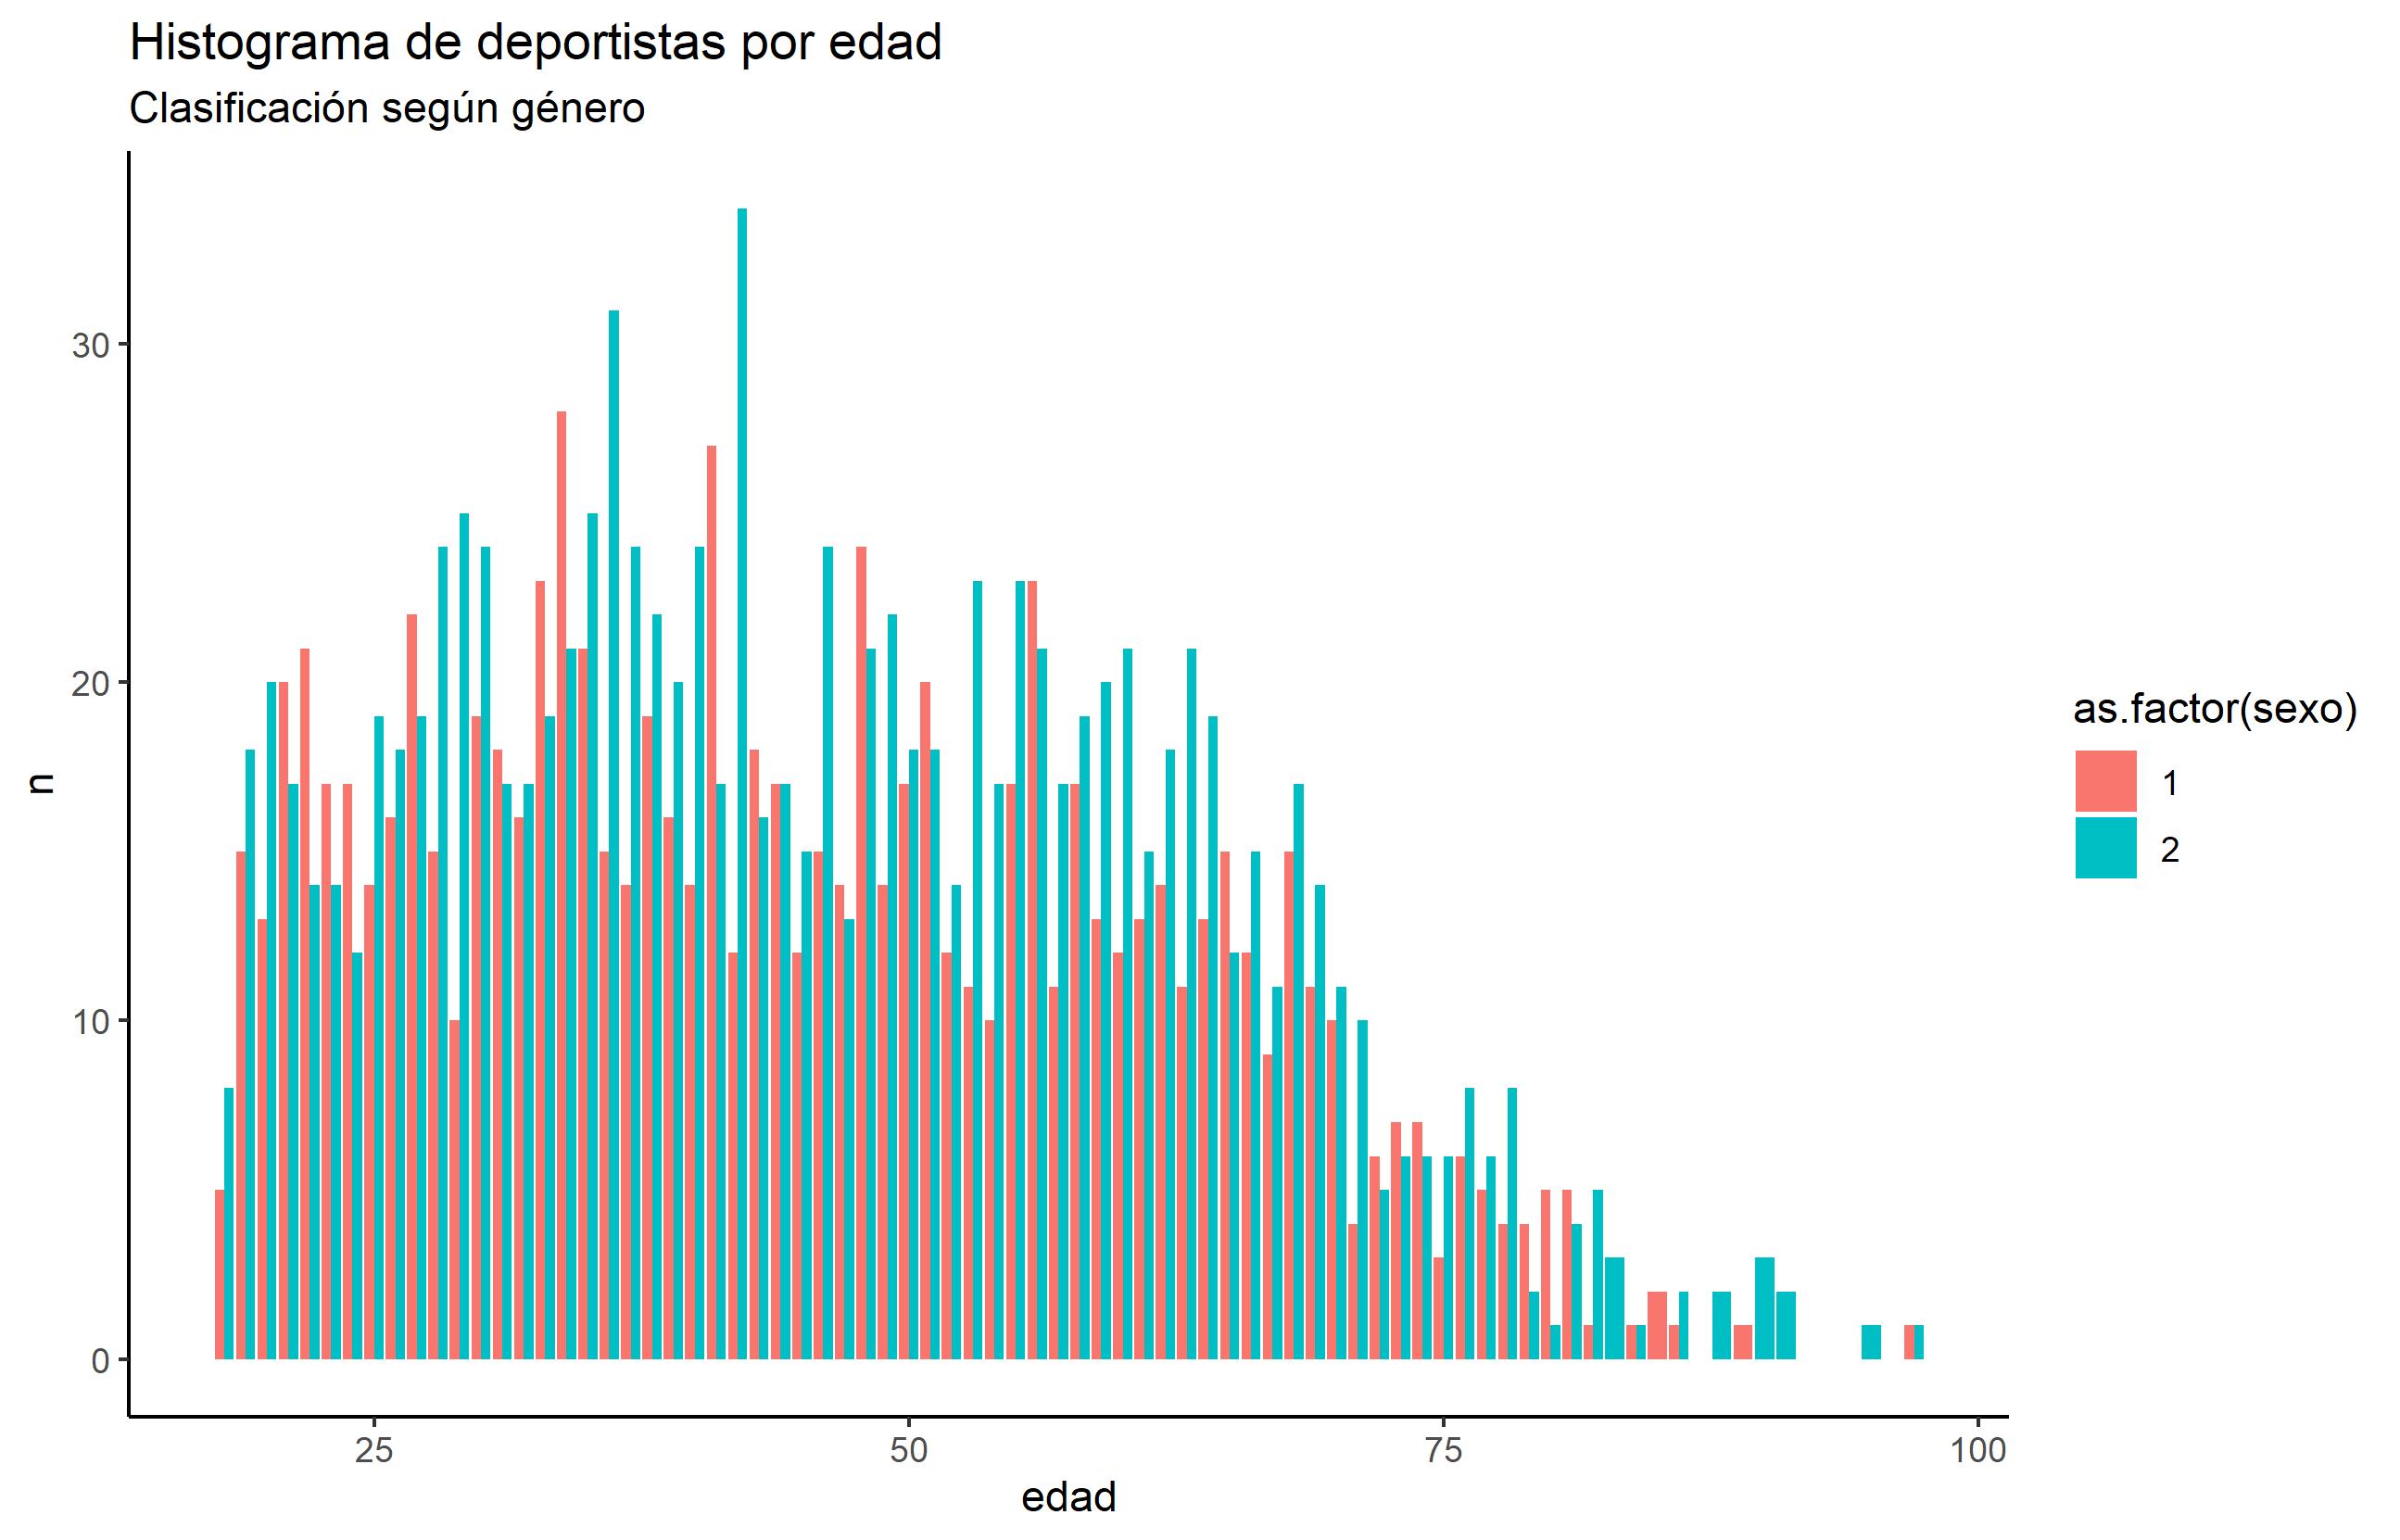 Histograma de deportistas por edad
Clasificación según género
30
20
10
0
n
25 50 75 100
edad
as.factor(sexo)
1
2